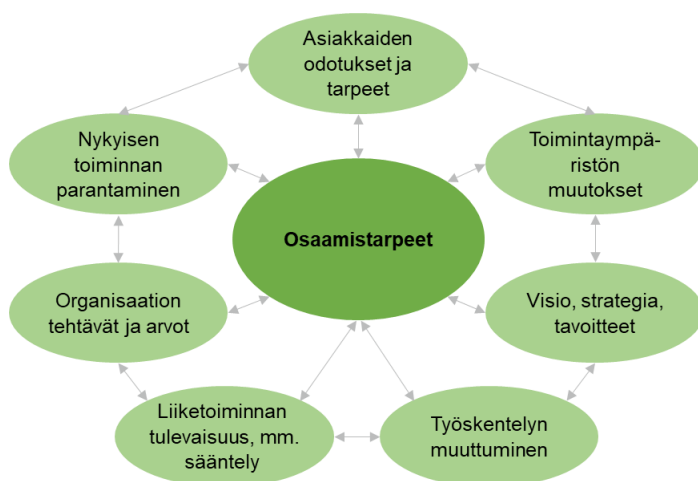 Asiakkaiden
odotukset ja
tarpeet
Nykyisen
toiminnan
parantaminen
Toimintaympä-
ristön
muutokset
Osaamistarpeet
Organisaation
tehtävät ja arvot
Visio, strategia,
tavoitteet
Liiketoiminnan
tulevaisuus, mm.
sääntely
Työskentelyn
muuttuminen